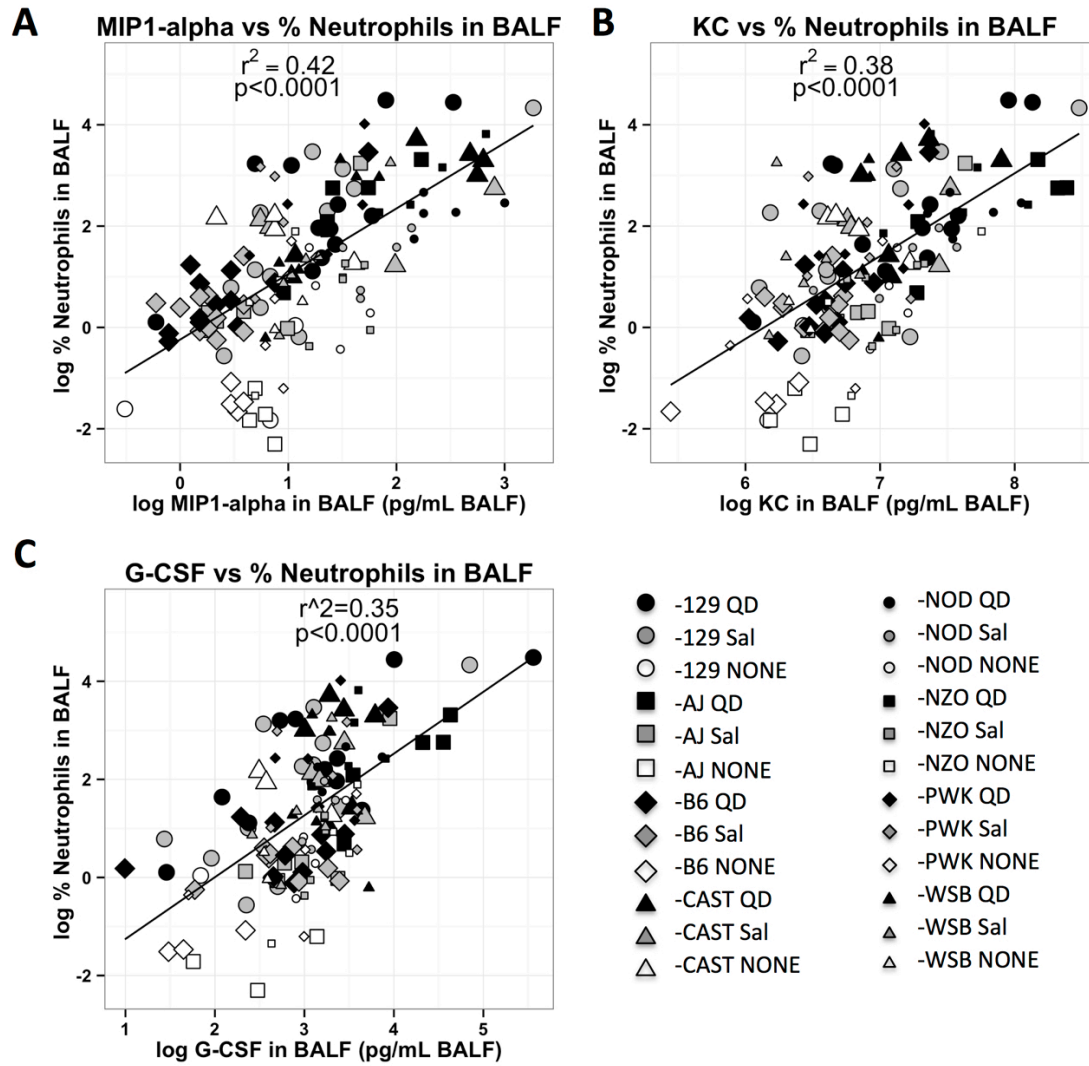 A
MIP1-alpha vs % Neutrophils in BALF
r² = 0.42
p<0.0001
log % Neutrophils in BALF
4
2
0
-2
0 1 2 3
log MIP1-alpha in BALF (pg/mL BALF)
B
KC vs % Neutrophils in BALF
r² = 0.38
p<0.0001
log % Neutrophils in BALF
4
2
0
-2
6 7 8
log KC in BALF (pg/mL BALF)
C
G-CSF vs % Neutrophils in BALF
r^2=0.35
p<0.0001
log % Neutrophils in BALF
4
2
0
-2
1 2 3 4 5
log G-CSF in BALF (pg/mL BALF)
-129 QD
-129 Sal
-129 NONE
-AJ QD
-AJ Sal
-AJ NONE
-B6 QD
-B6 Sal
-B6 NONE
-CAST QD
-CAST Sal
-CAST NONE
-NOD QD
-NOD Sal
-NOD NONE
-NZO QD
-NZO Sal
-NZO NONE
-PWK QD
-PWK Sal
-PWK NONE
-WSB QD
-WSB Sal
-WSB NONE